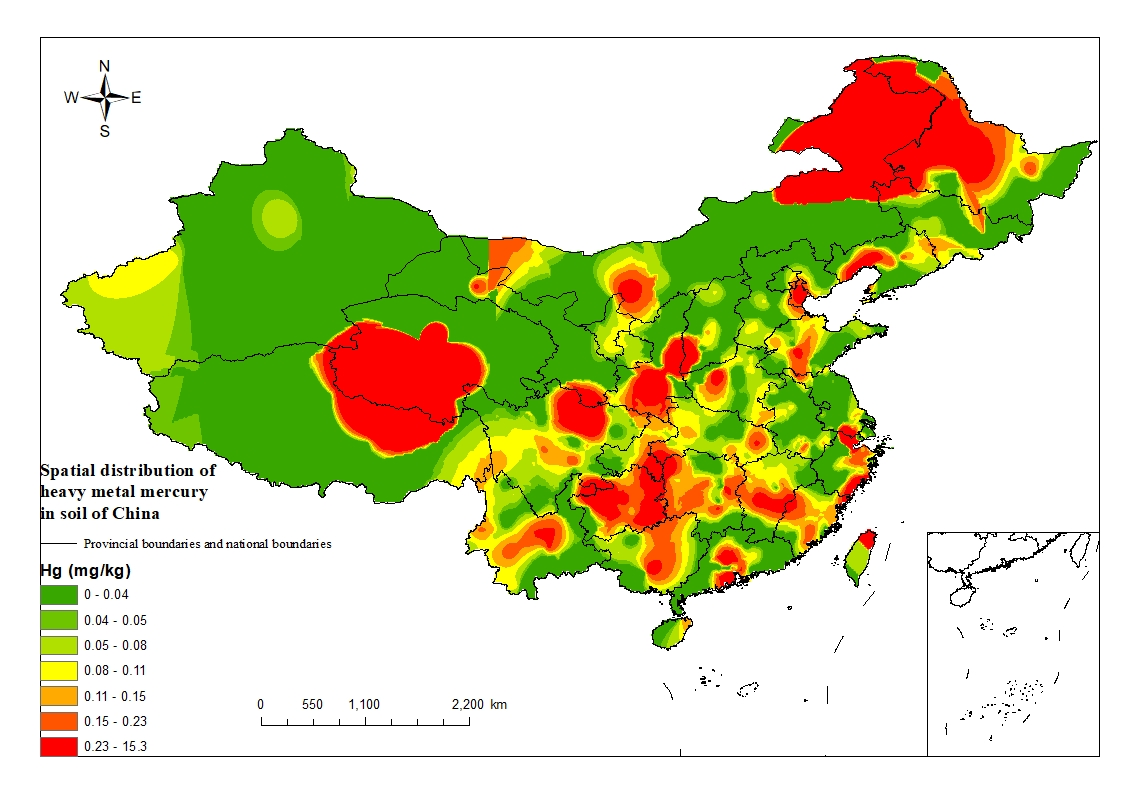 N
W E
S
Spatial distribution of
heavy metal mercury
in soil of China
Provincial boundaries and national boundaries
Hg (mg/kg)
0 - 0.04
0.04 - 0.05
0.05 - 0.08
0.08 - 0.11
0.11 - 0.15
0.15 - 0.23
0.23 - 15.3
0 550 1,100 2,200 km